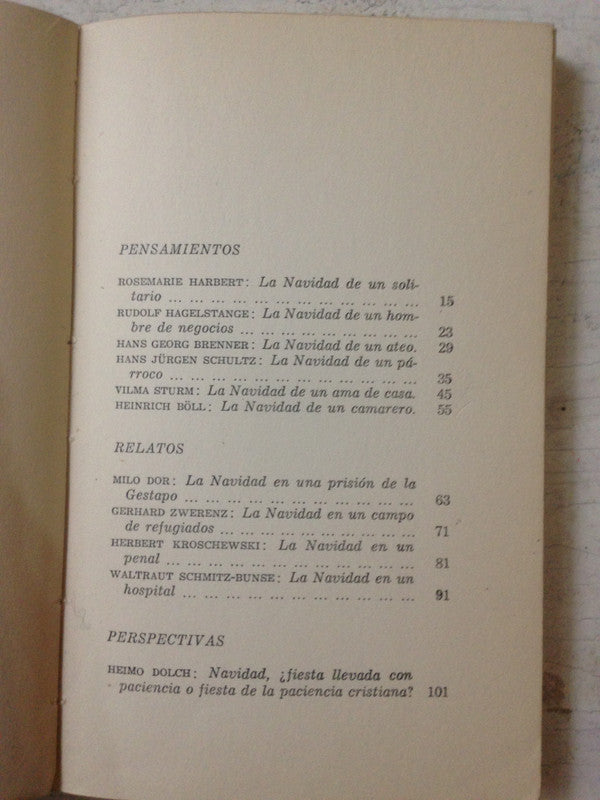 PENSAMIENTOS
ROSEMARIE HARBERT: La Navidad de un soli-
tario ... ... ... ... ... ... ... ... ... ... ... ... 15
RUDOLF HAGELSTANGE: La Navidad de un hom-
bre de negocios ... ... ... ... ... ... ... ... ... 23
HANS GEORG BRENNER: La Navidad de un ateo. 29
HANS JÜRGEN SCHULTZ: La Navidad de un pá-
rroco ... ... ... ... ... ... ... ... ... ... ... ... 35
VILMA STURM: La Navidad de un ama de casa. 45
HEINRICH BÖLL: La Navidad de un camarero. 55
RELATOS
MILO DOR: La Navidad en una prisión de la
Gestapo ... ... ... ... ... ... ... ... ... ... ... 63
GERHARD ZWERENZ: La Navidad en un campo
de refugiados ... ... ... ... ... ... ... ... ... 71
HERBERT KROSCHEWSKI: La Navidad en un
penal ... ... ... ... ... ... ... ... ... ... ... ... 81
WALTRAUT SCHMITZ-BUNSE: La Navidad en un
hospital ... ... ... ... ... ... ... ... ... ... ... 91
PERSPECTIVAS
HEIMO DOLCH: Navidad, ¿fiesta llevada con
paciencia o fiesta de la paciencia cristiana? 101